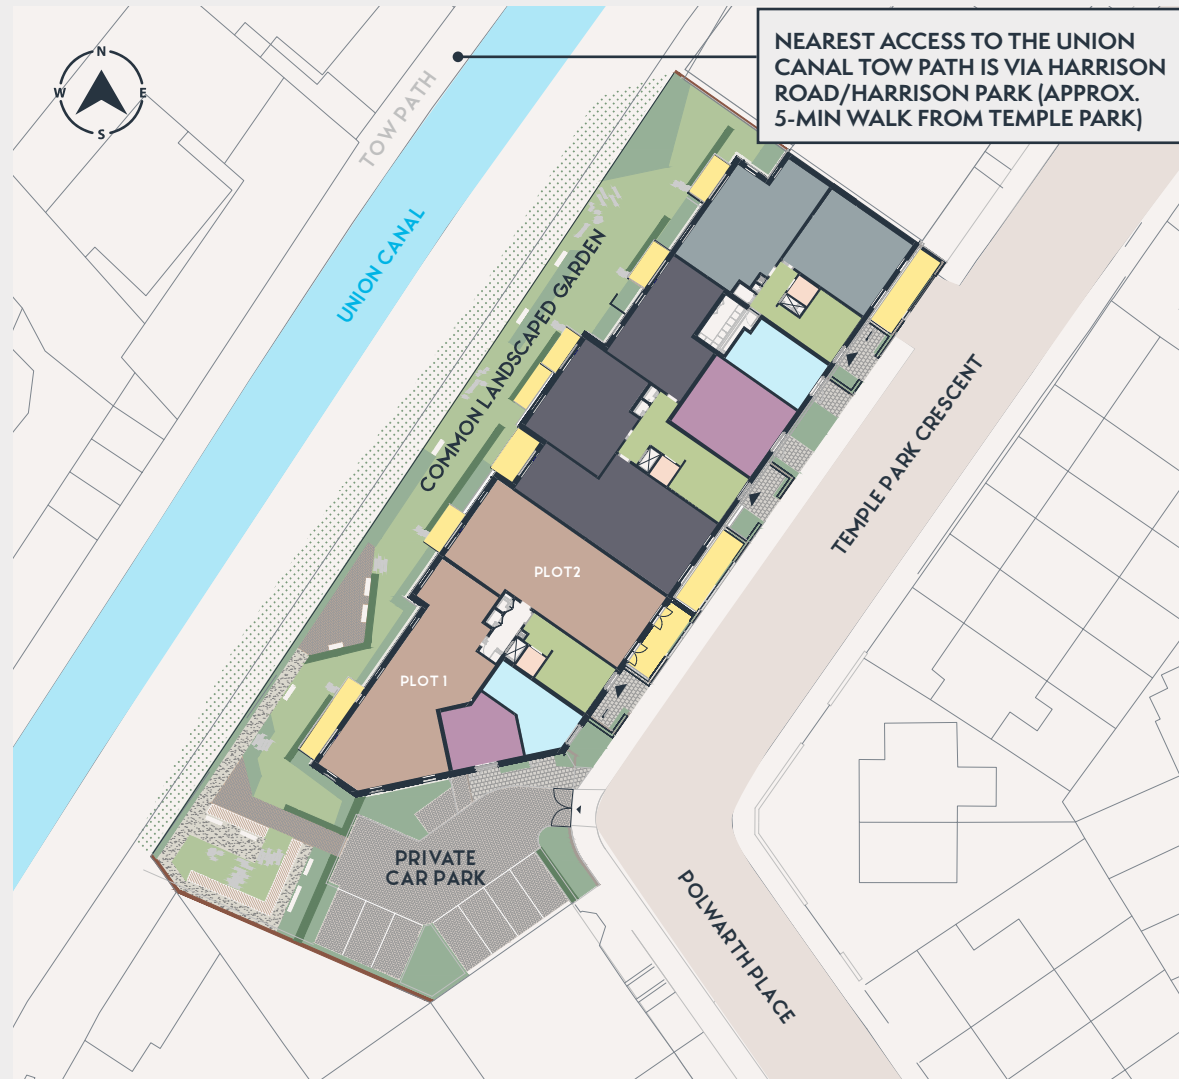 NEAREST ACCESS TO THE UNION
CANAL TOW PATH IS VIA HARRISON
ROAD/HARRISON PARK (APPROX.
5-MIN WALK FROM TEMPLE PARK)
N
W E
S
TOW PATH
UNION CANAL
COMMON LANDSCAPED GARDEN
TEMPLE PARK CRESCENT
PLOT2
PLOT 1
PRIVATE
CAR PARK
POLWARTH PLACE